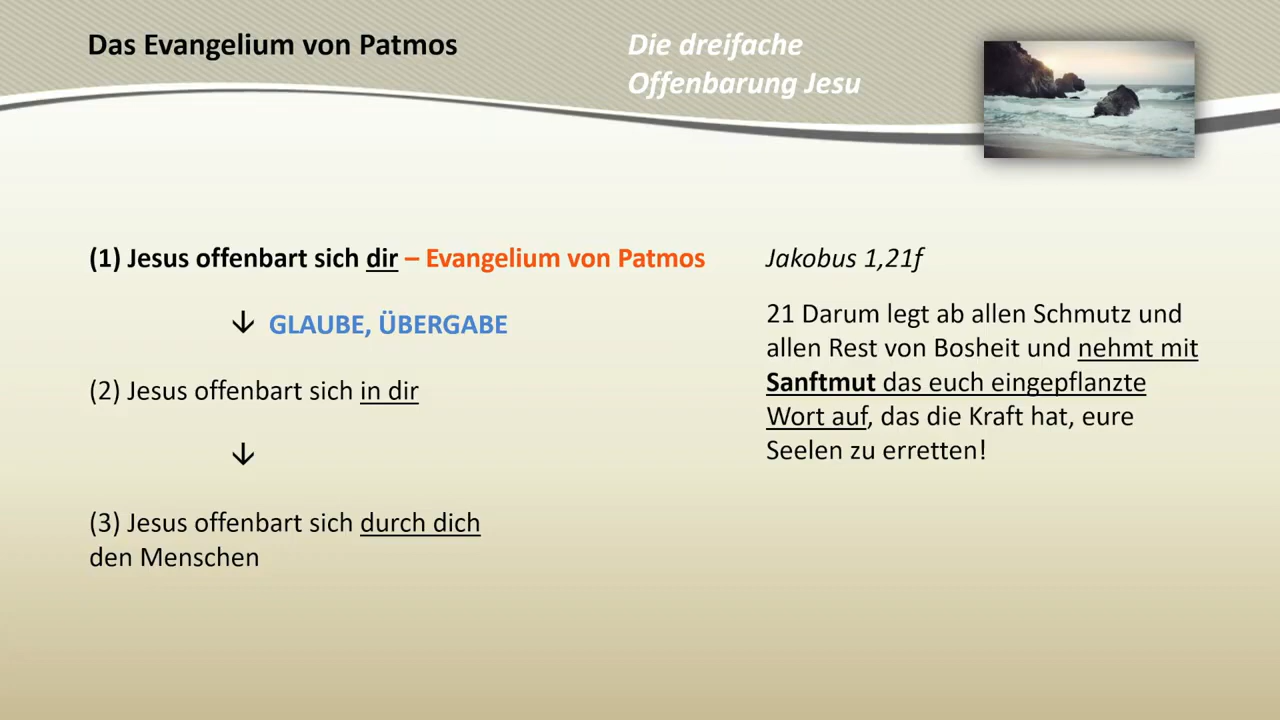 Das Evangelium von Patmos
Die dreifache
Offenbarung Jesu
(1) Jesus offenbart sich dir – Evangelium von Patmos
↓ GLAUBE, ÜBERGABE
(2) Jesus offenbart sich in dir
↓
(3) Jesus offenbart sich durch dich
den Menschen
Jakobus 1,21f
21 Darum legt ab allen Schmutz und
allen Rest von Bosheit und nehmt mit
Sanftmut das euch eingepflanzte
Wort auf, das die Kraft hat, eure
Seelen zu erretten!